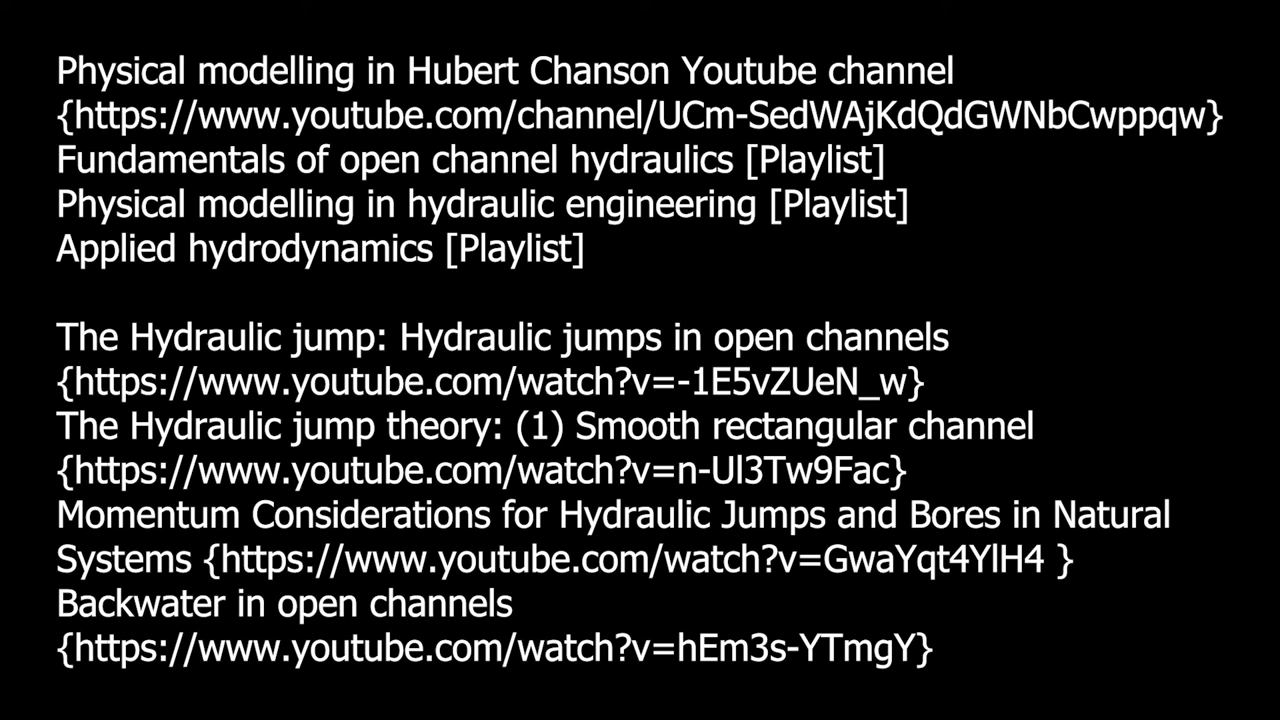 Physical modelling in Hubert Chanson Youtube channel
{https://www.youtube.com/channel/UCm-SedWAjKdQdGWNbCwppqw}
Fundamentals of open channel hydraulics [Playlist]
Physical modelling in hydraulic engineering [Playlist]
Applied hydrodynamics [Playlist]
The Hydraulic jump: Hydraulic jumps in open channels
{https://www.youtube.com/watch?v=-1E5vZUeN_w}
The Hydraulic jump theory: (1) Smooth rectangular channel
{https://www.youtube.com/watch?v=n-Ul3Tw9Fac}
Momentum Considerations for Hydraulic Jumps and Bores in Natural
Systems {https://www.youtube.com/watch?v=GwaYqt4YlH4 }
Backwater in open channels
{https://www.youtube.com/watch?v=hEm3s-YTmgY}